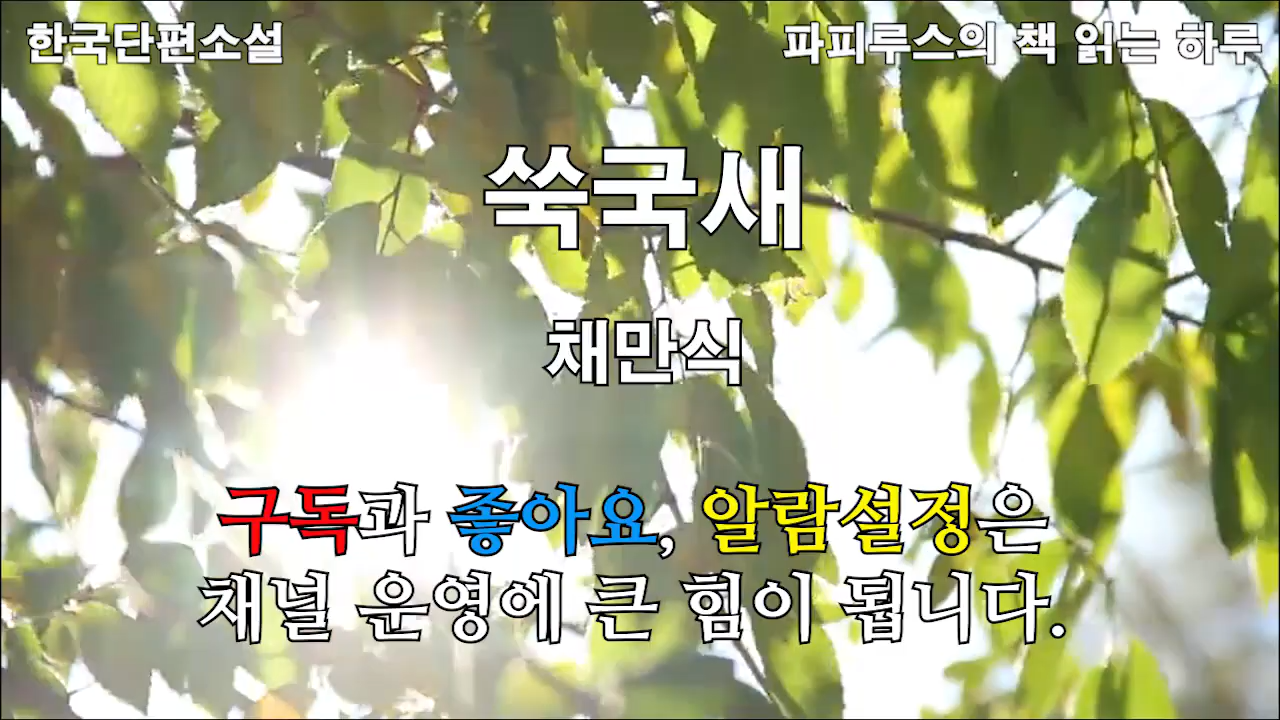 한국단편소설
파피루스의 책 읽는 하루
쑥국새
채만식
구독과 좋아요, 알람설정은
채널 운영에 큰 힘이 됩니다.